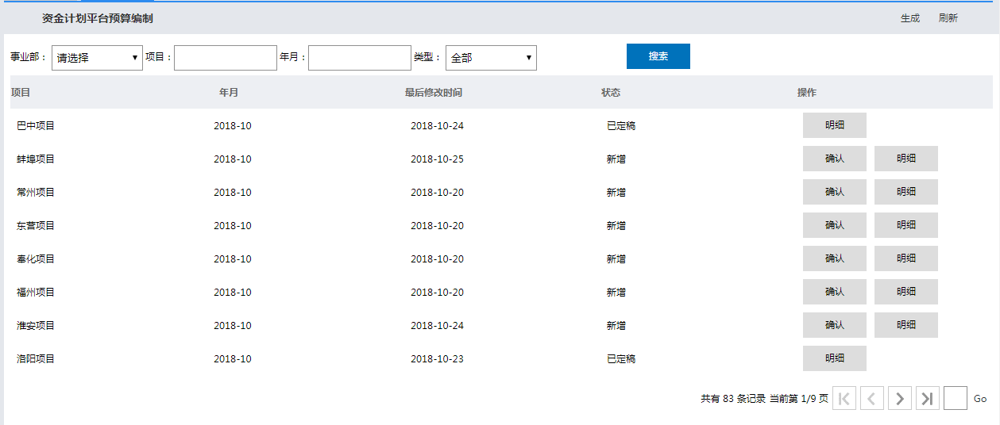 资金计划平台预算编制 生成 刷新
事业部： 请选择 项目： 年月： 类型： 全部 搜索
项目 年月 最后修改时间 状态 操作
巴中项目 2018-10 2018-10-24 已定稿 明细
蚌埠项目 2018-10 2018-10-25 新增 确认 明细
常州项目 2018-10 2018-10-20 新增 确认 明细
东营项目 2018-10 2018-10-20 新增 确认 明细
奉化项目 2018-10 2018-10-20 新增 确认 明细
福州项目 2018-10 2018-10-20 新增 确认 明细
淮安项目 2018-10 2018-10-24 新增 确认 明细
洛阳项目 2018-10 2018-10-23 已定稿 明细
共有 83 条记录 当前第 1/9 页 Go